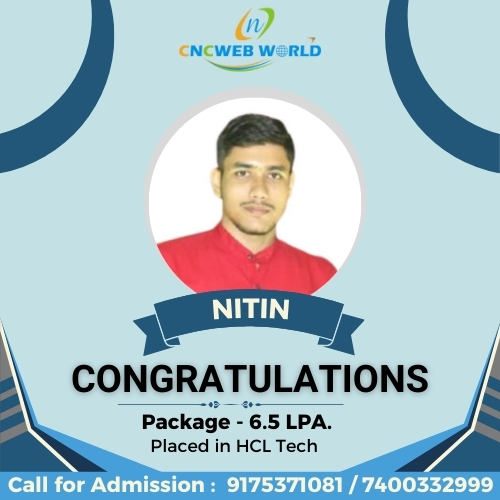 n
CNCWEB WORLD
NITIN
CONGRATULATIONS
Package - 6.5 LPA.
Placed in HCL Tech
Call for Admission : 9175371081 / 7400332999